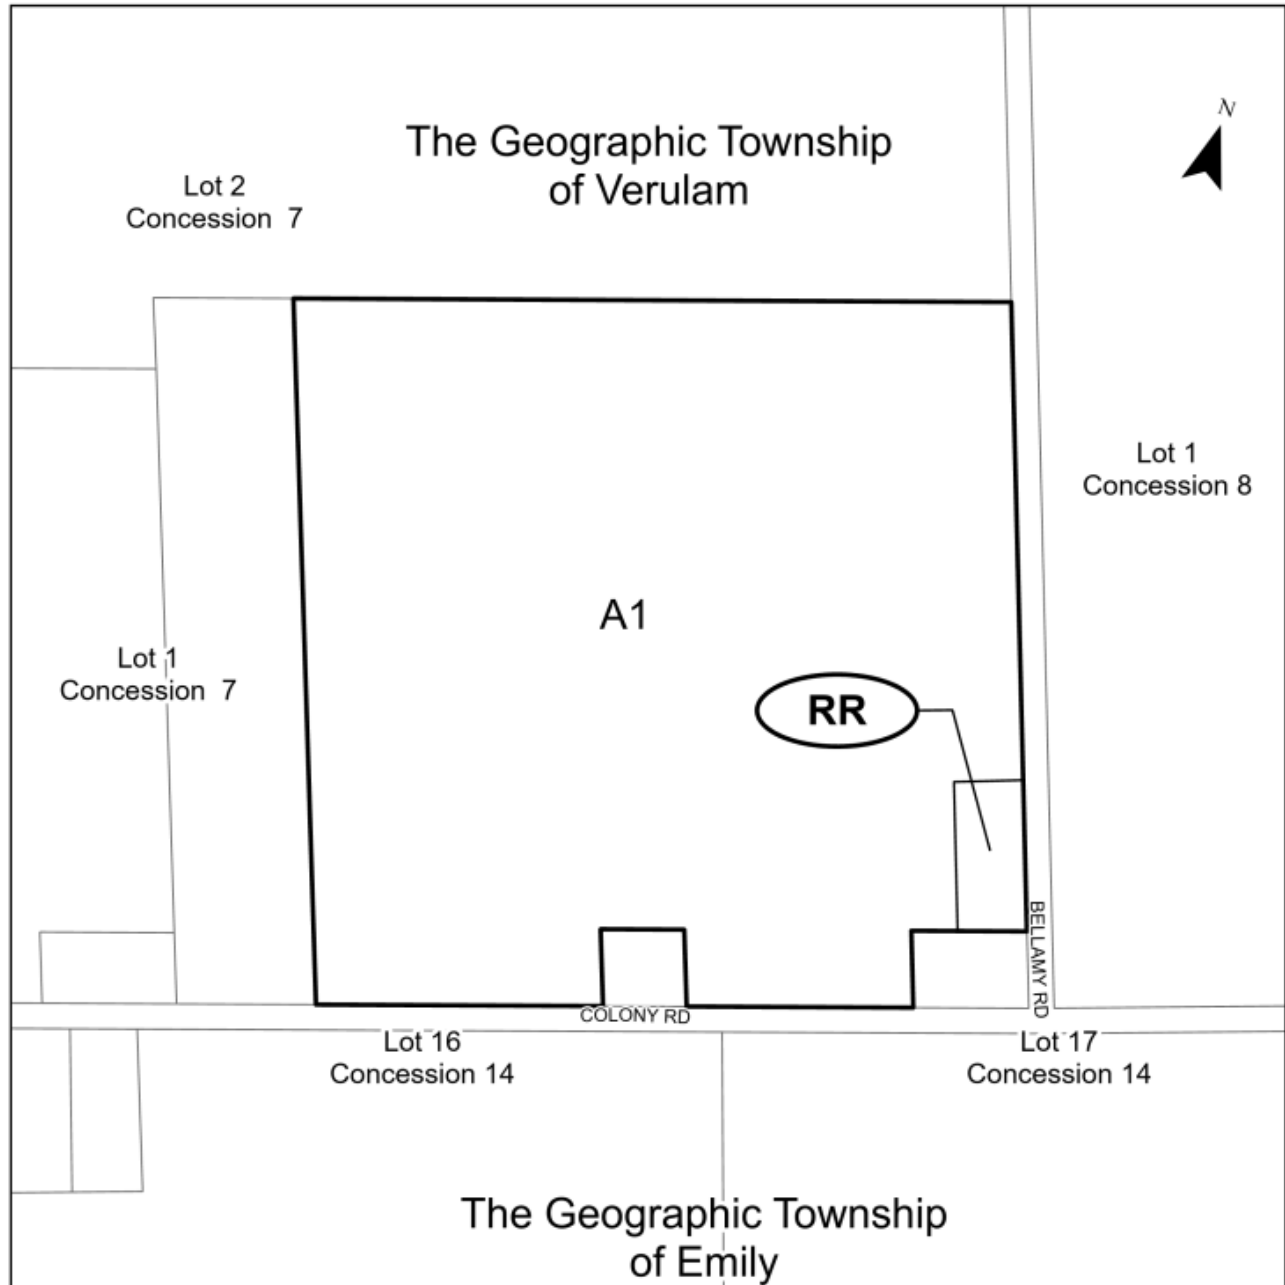 The Geographic Township
of Verulam
N
Lot 2
Concession 7
Lot 1
Concession 8
A1
Lot 1
Concession 7
RR
BELLAMY RD
COLONY RD
Lot 16
Concession 14
Lot 17
Concession 14
The Geographic Township
of Emily